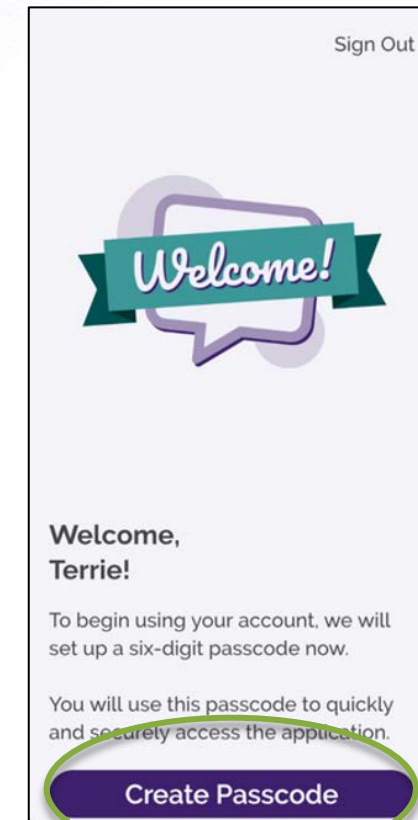 Sign Out
Welcome!
Welcome,
Terrie!
To begin using your account, we will
set up a six-digit passcode now.
You will use this passcode to quickly
and securely access the application.
Create Passcode